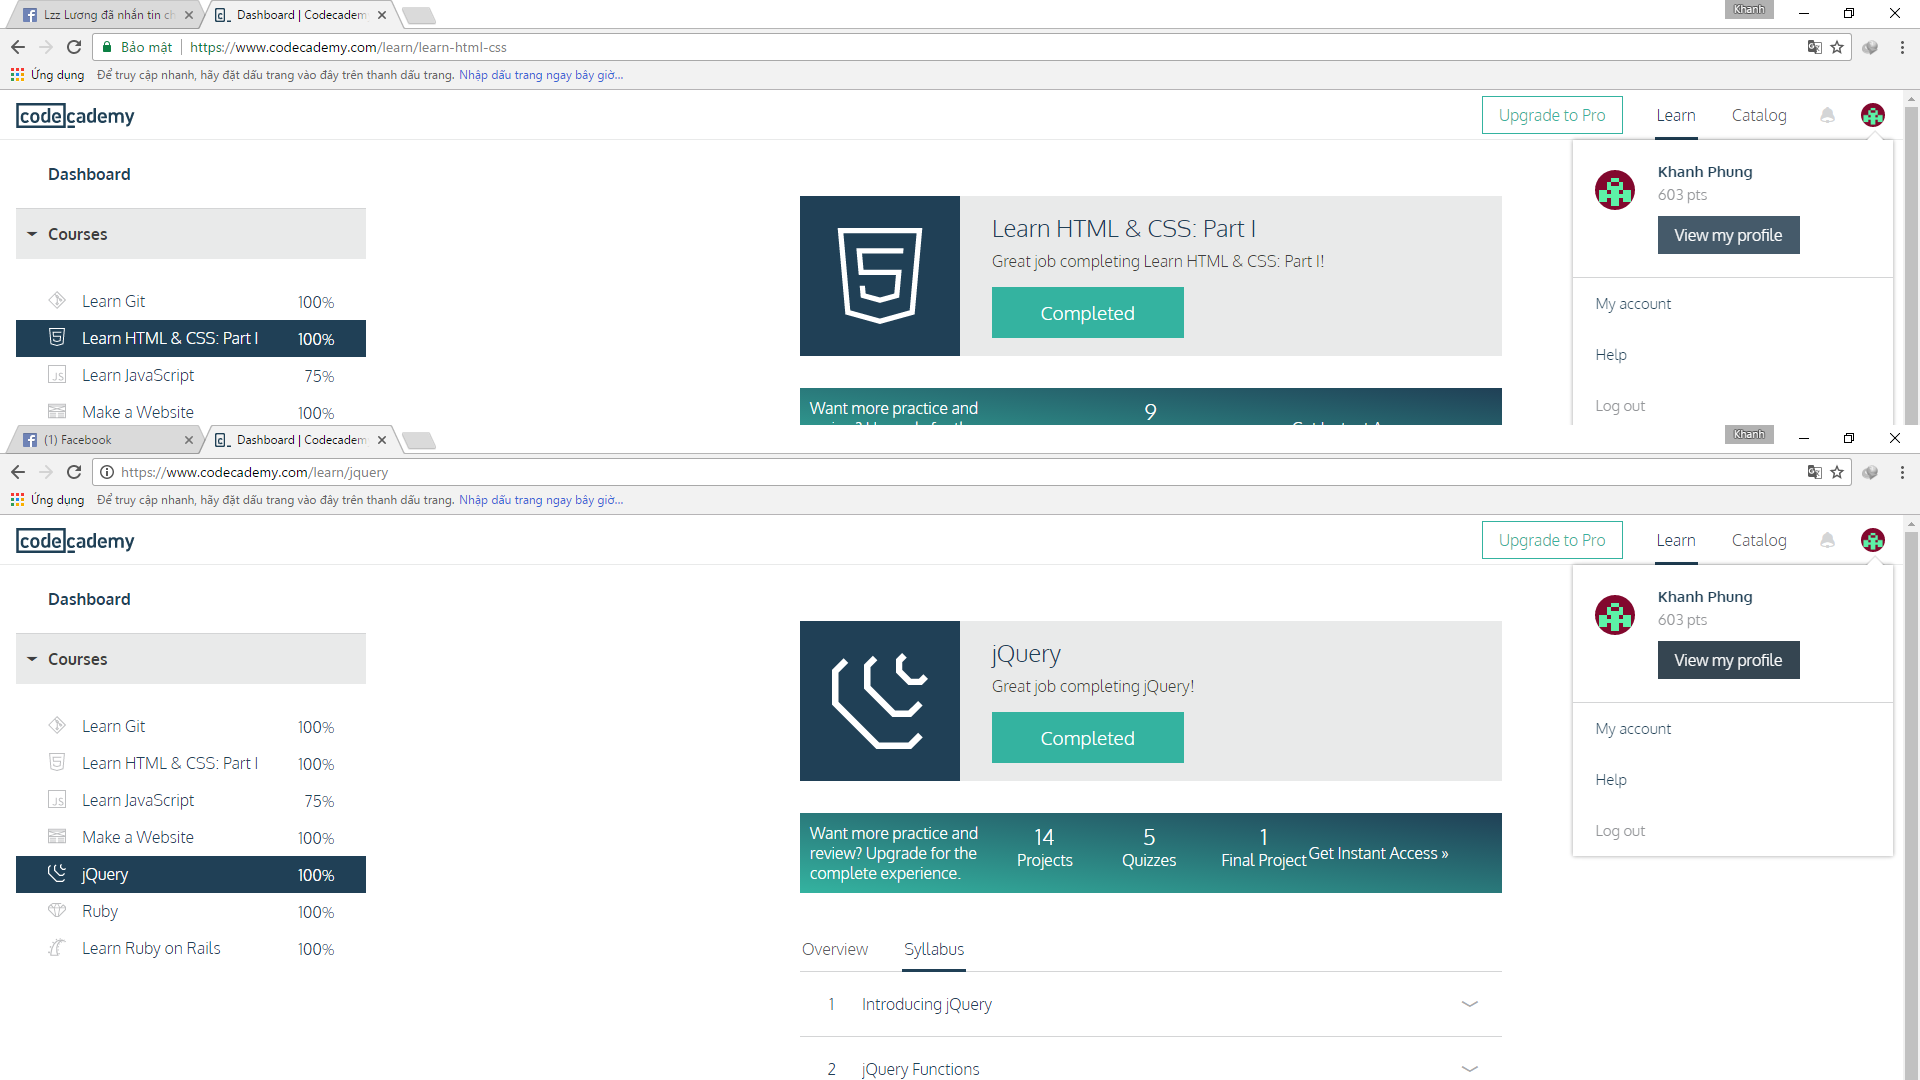 Lzz Lương đã nhắn tin ch
Dashboard | Codecadem
Khanh
Bảo mật
https://www.codecademy.com/learn/learn-html-css
Ứng dụng
Để truy cập nhanh, hãy đặt dấu trang vào đây trên thanh dấu trang. Nhập dấu trang ngay bây giờ...
codecademy
Upgrade to Pro
Learn
Catalog
Dashboard
Khanh Phung
603 pts
View my profile
My account
Help
Log out
Courses
Learn Git 100%
Learn HTML & CSS: Part I 100%
Learn JavaScript 75%
Make a Website 100%
Learn HTML & CSS: Part I
Great job completing Learn HTML & CSS: Part I!
Completed
Want more practice and
9
(1) Facebook
Dashboard | Codecadem
Khanh
https://www.codecademy.com/learn/jquery
Ứng dụng
Để truy cập nhanh, hãy đặt dấu trang vào đây trên thanh dấu trang. Nhập dấu trang ngay bây giờ...
codecademy
Upgrade to Pro
Learn
Catalog
Dashboard
Khanh Phung
603 pts
View my profile
My account
Help
Log out
Courses
Learn Git 100%
Learn HTML & CSS: Part I 100%
Learn JavaScript 75%
Make a Website 100%
jQuery 100%
Ruby 100%
Learn Ruby on Rails 100%
jQuery
Great job completing jQuery!
Completed
Want more practice and
review? Upgrade for the
complete experience.
14
Projects
5
Quizzes
1
Final Project
Get Instant Access »
Overview
Syllabus
1 Introducing jQuery
2 jQuery Functions